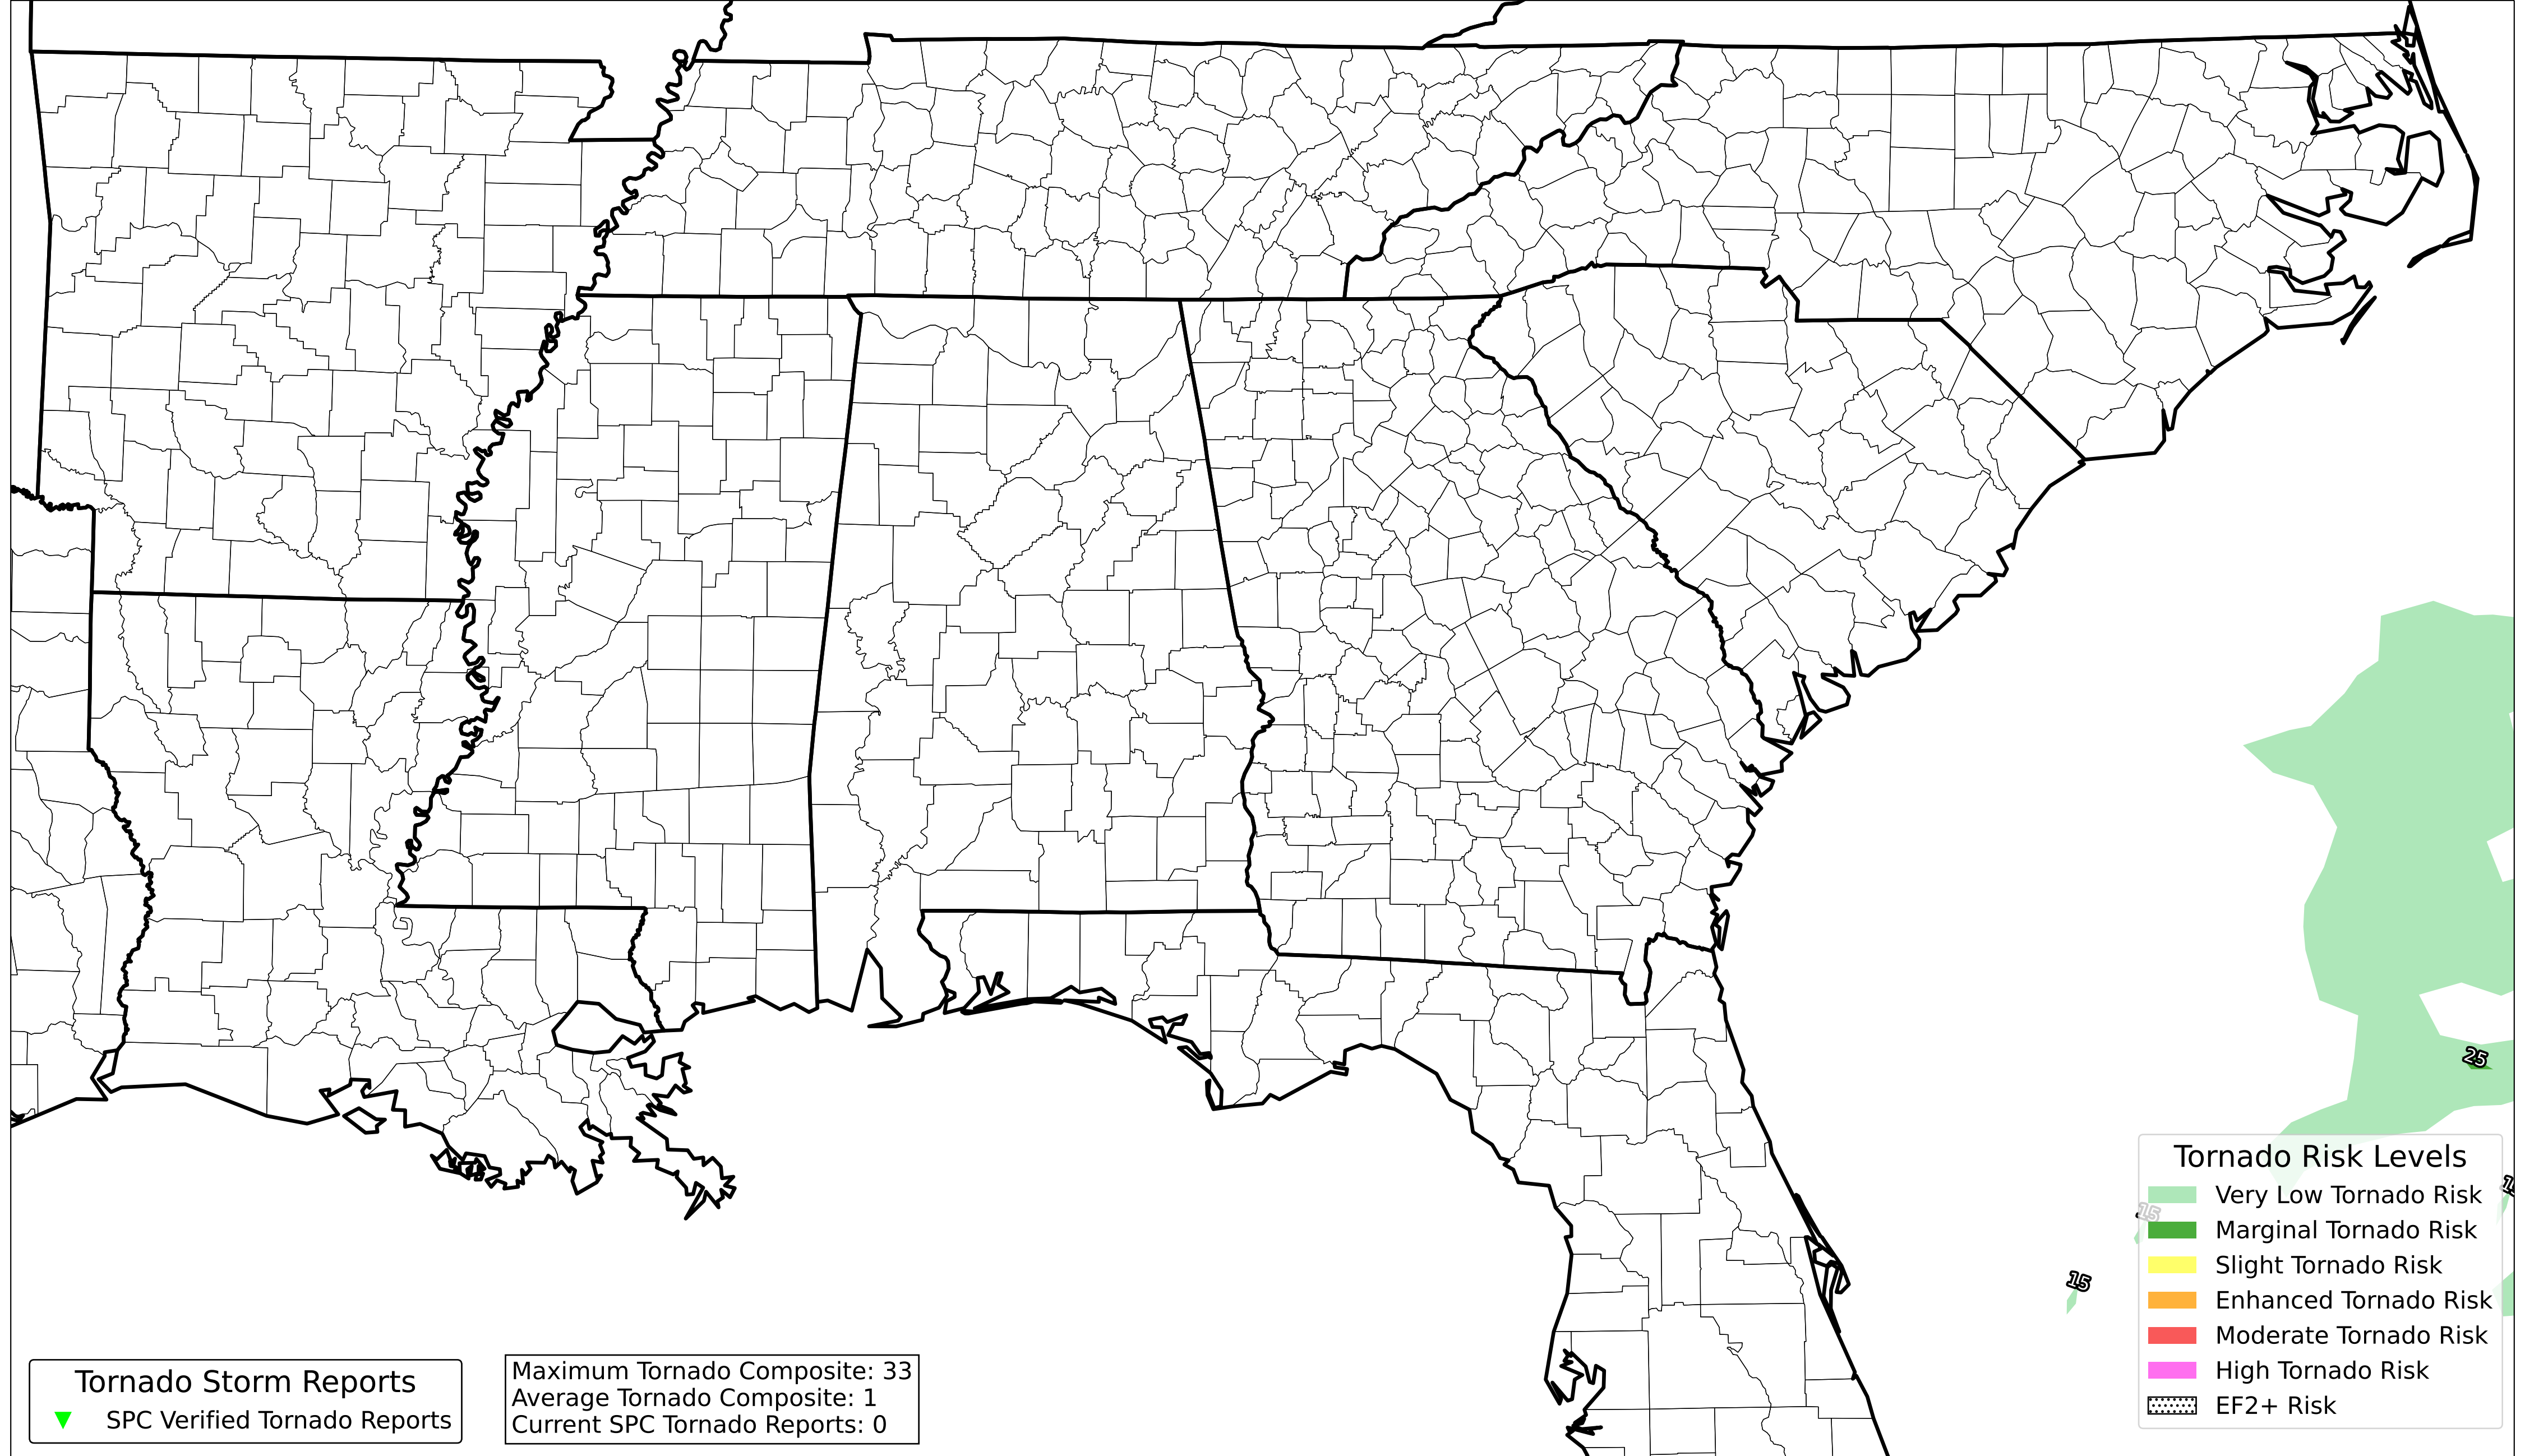 25
15
15
Tornado Risk Levels
Very Low Tornado Risk
Marginal Tornado Risk
Slight Tornado Risk
Enhanced Tornado Risk
Moderate Tornado Risk
High Tornado Risk
EF2+ Risk
Tornado Storm Reports
SPC Verified Tornado Reports
Maximum Tornado Composite: 33
Average Tornado Composite: 1
Current SPC Tornado Reports: 0